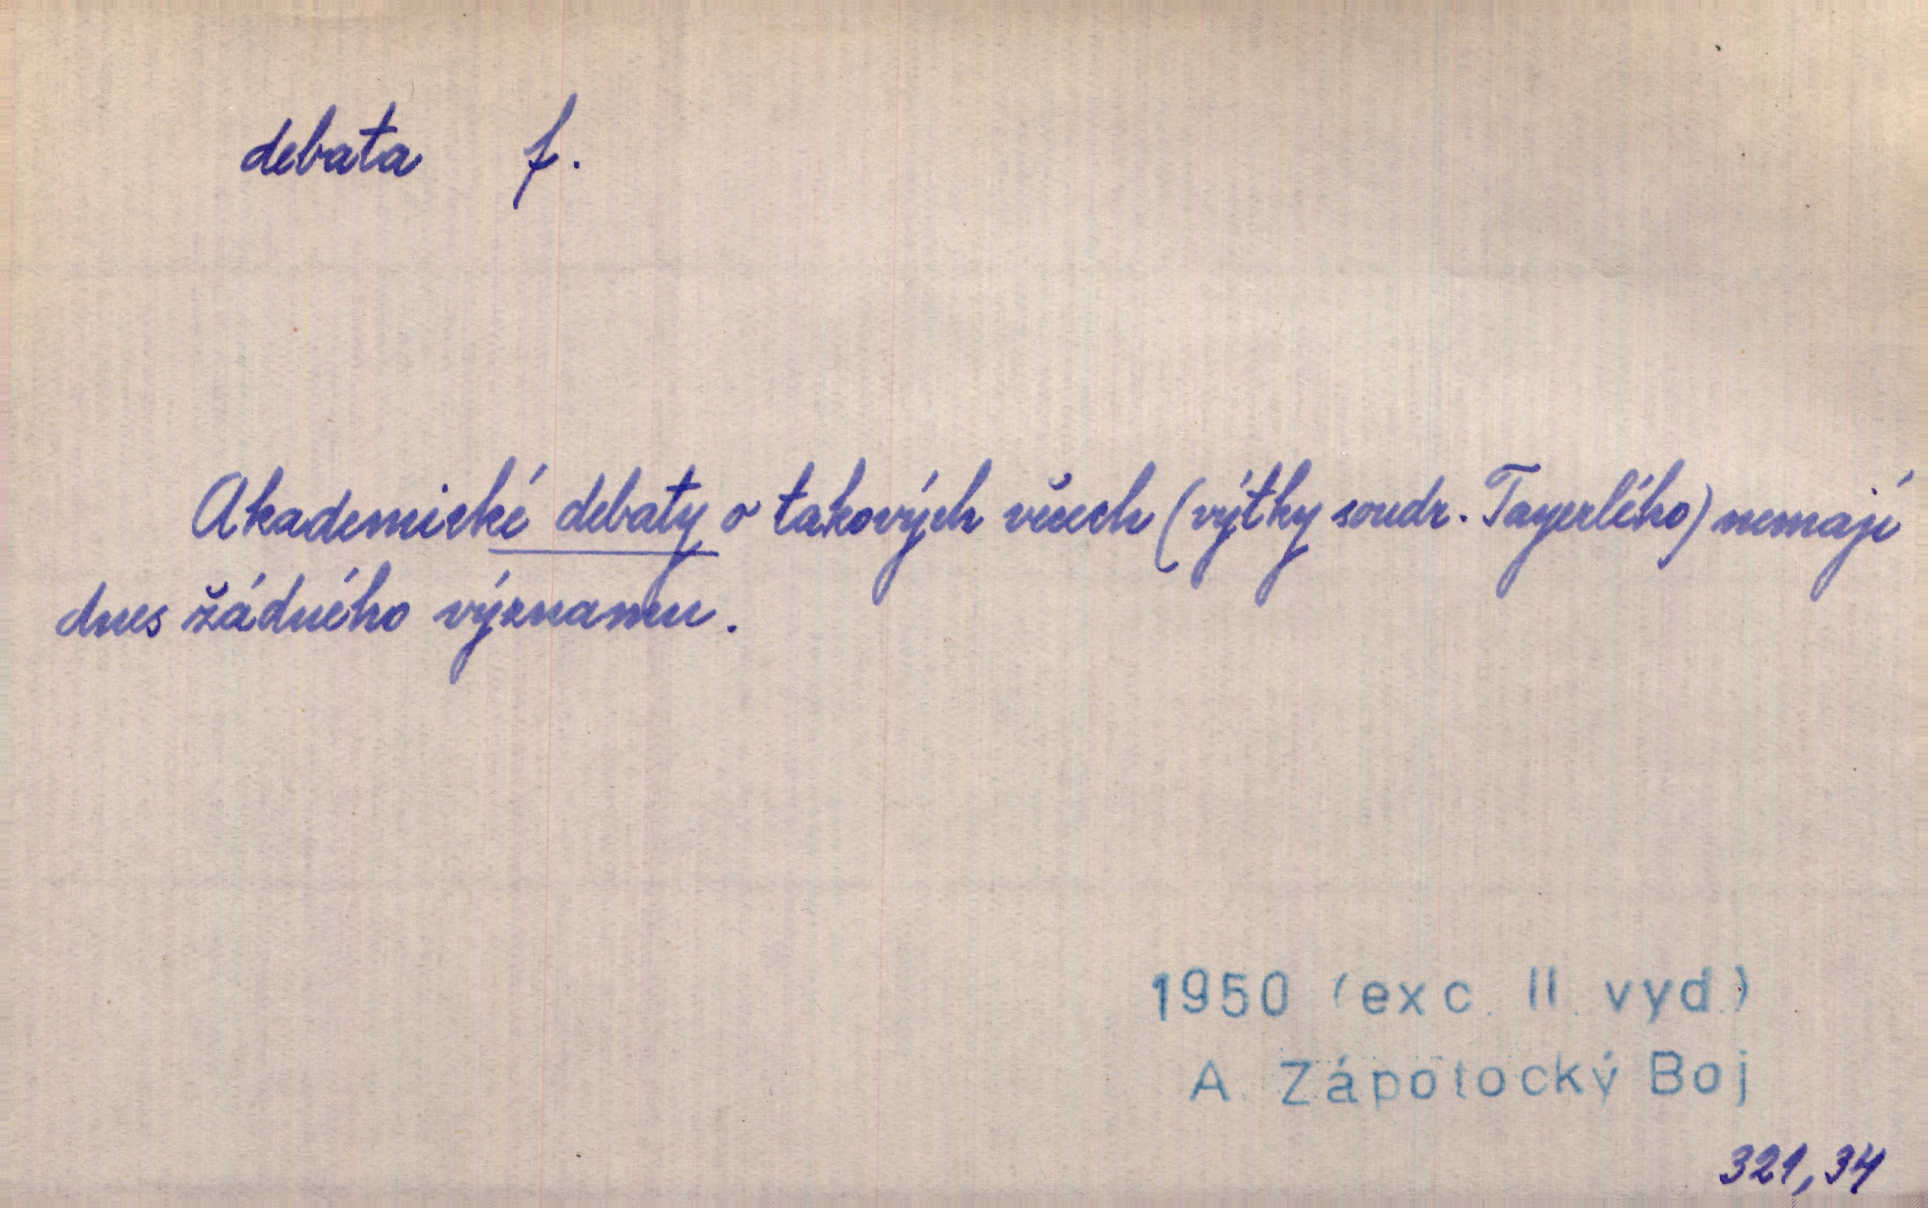 debata f.
Akademické debaty o takových věcech (výtky soudr. Tayerlého) nemají
dnes žádného významu.
1950 (exc. II. vyd.)
A. Zápotocký Boj
321,34